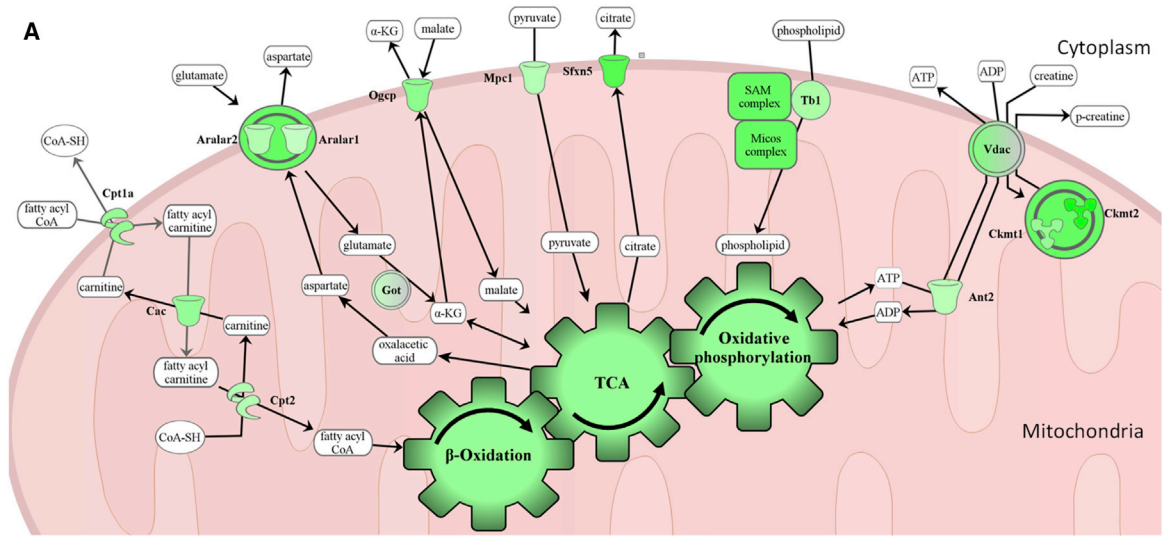 A
Cytoplasm
pyruvate
citrate
α-KG
malate
phospholipid
aspartate
glutamate
Mpc1
Sfxn5
ATP
ADP
creatine
Ogcp
SAM
complex
Tb1
p-creatine
Aralar2
Aralar1
CoA-SH
Micos
complex
Vdac
Cpt1a
fatty acyl
CoA
fatty acyl
carnitine
Ckmt2
Ckmt1
glutamate
pyruvate
citrate
phospholipid
carnitine
aspartate
Got
malate
ATP
Ant2
Cac
α-KG
ADP
carnitine
oxalacetic
acid
Oxidative
phosphorylation
fatty acyl
carnitine
TCA
Cpt2
CoA-SH
fatty acyl
CoA
β-Oxidation
Mitochondria